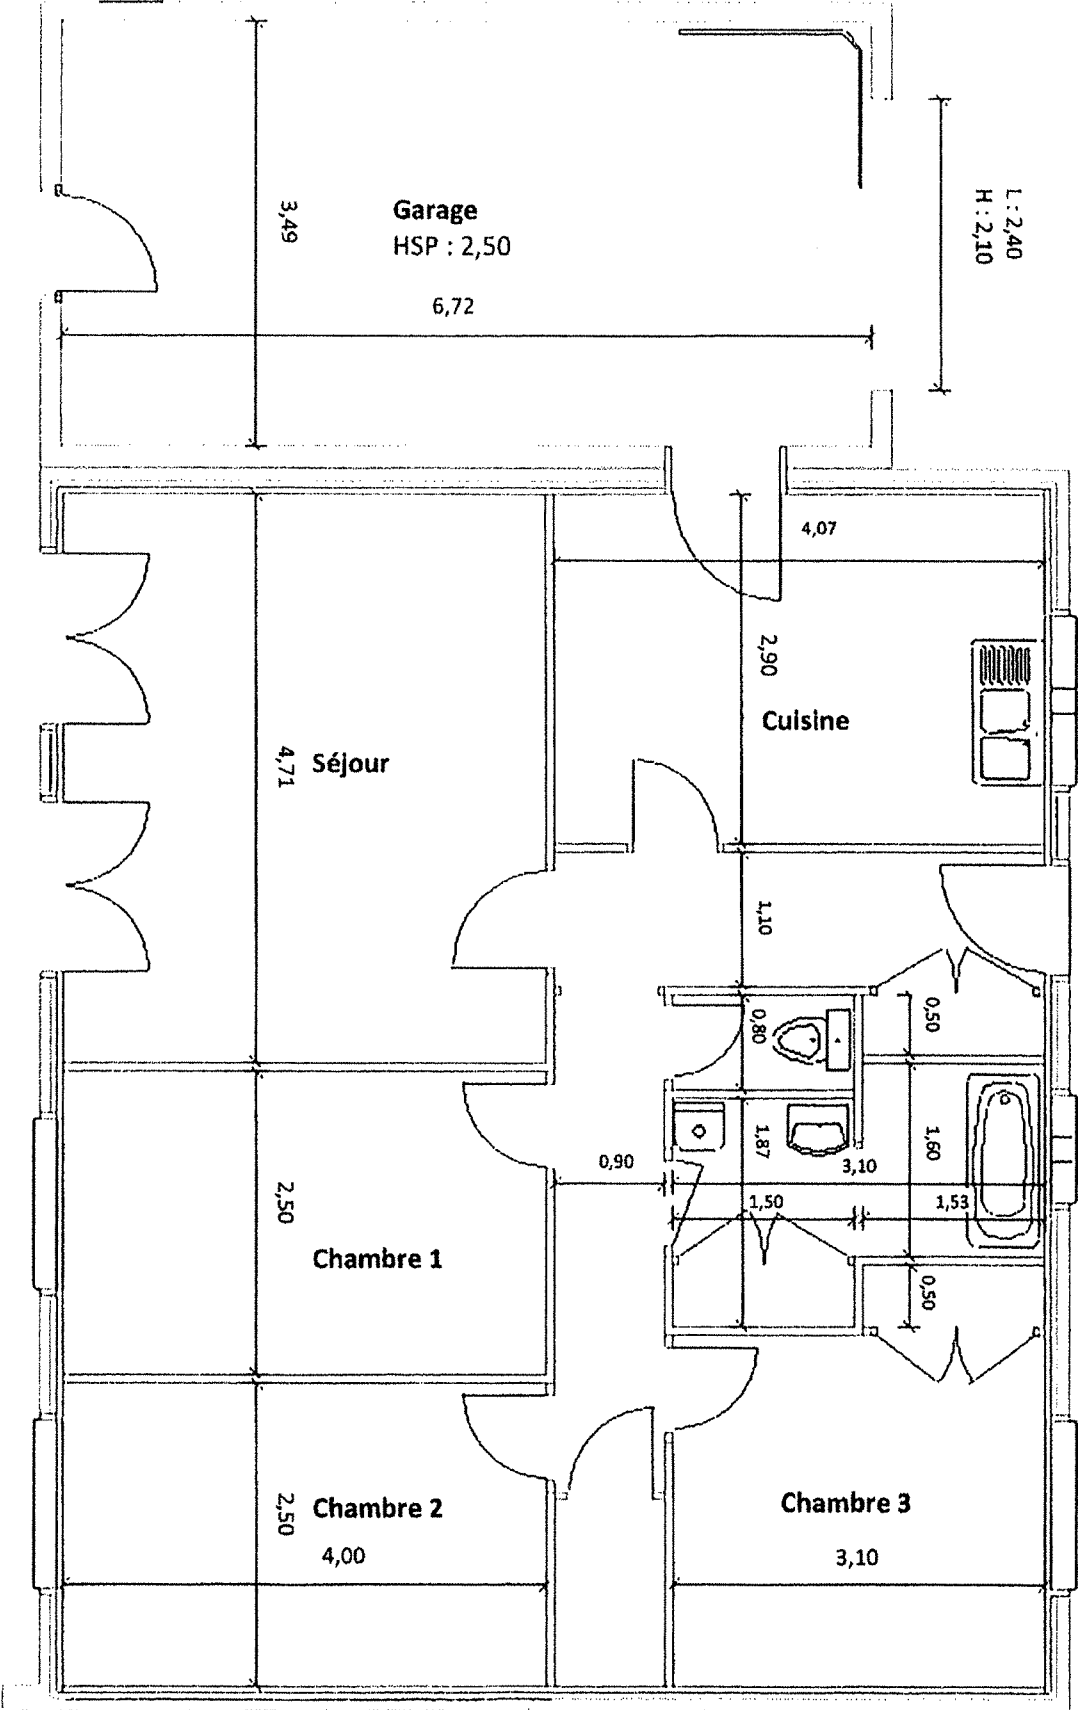 L : 2,40
H : 2,10
3,49
Garage
HSP : 2,50
6,72
4,07
2,90
Cuisine
4,71
Séjour
1,10
0,50
0,80
1,87
1,60
0,90
3,10
1,50
1,53
2,50
Chambre 1
0,50
2,50
Chambre 2
4,00
Chambre 3
3,10